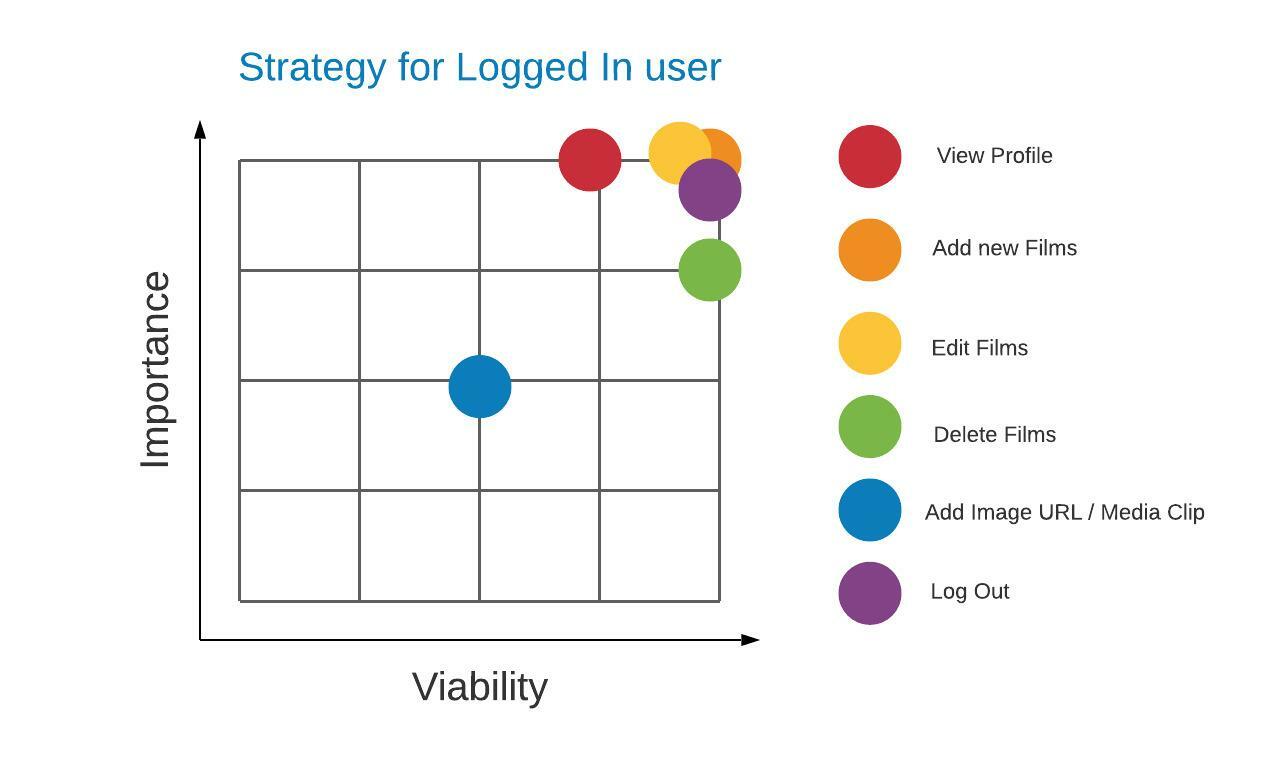 Strategy for Logged In user
Importance
Viability
View Profile
Add new Films
Edit Films
Delete Films
Add Image URL / Media Clip
Log Out